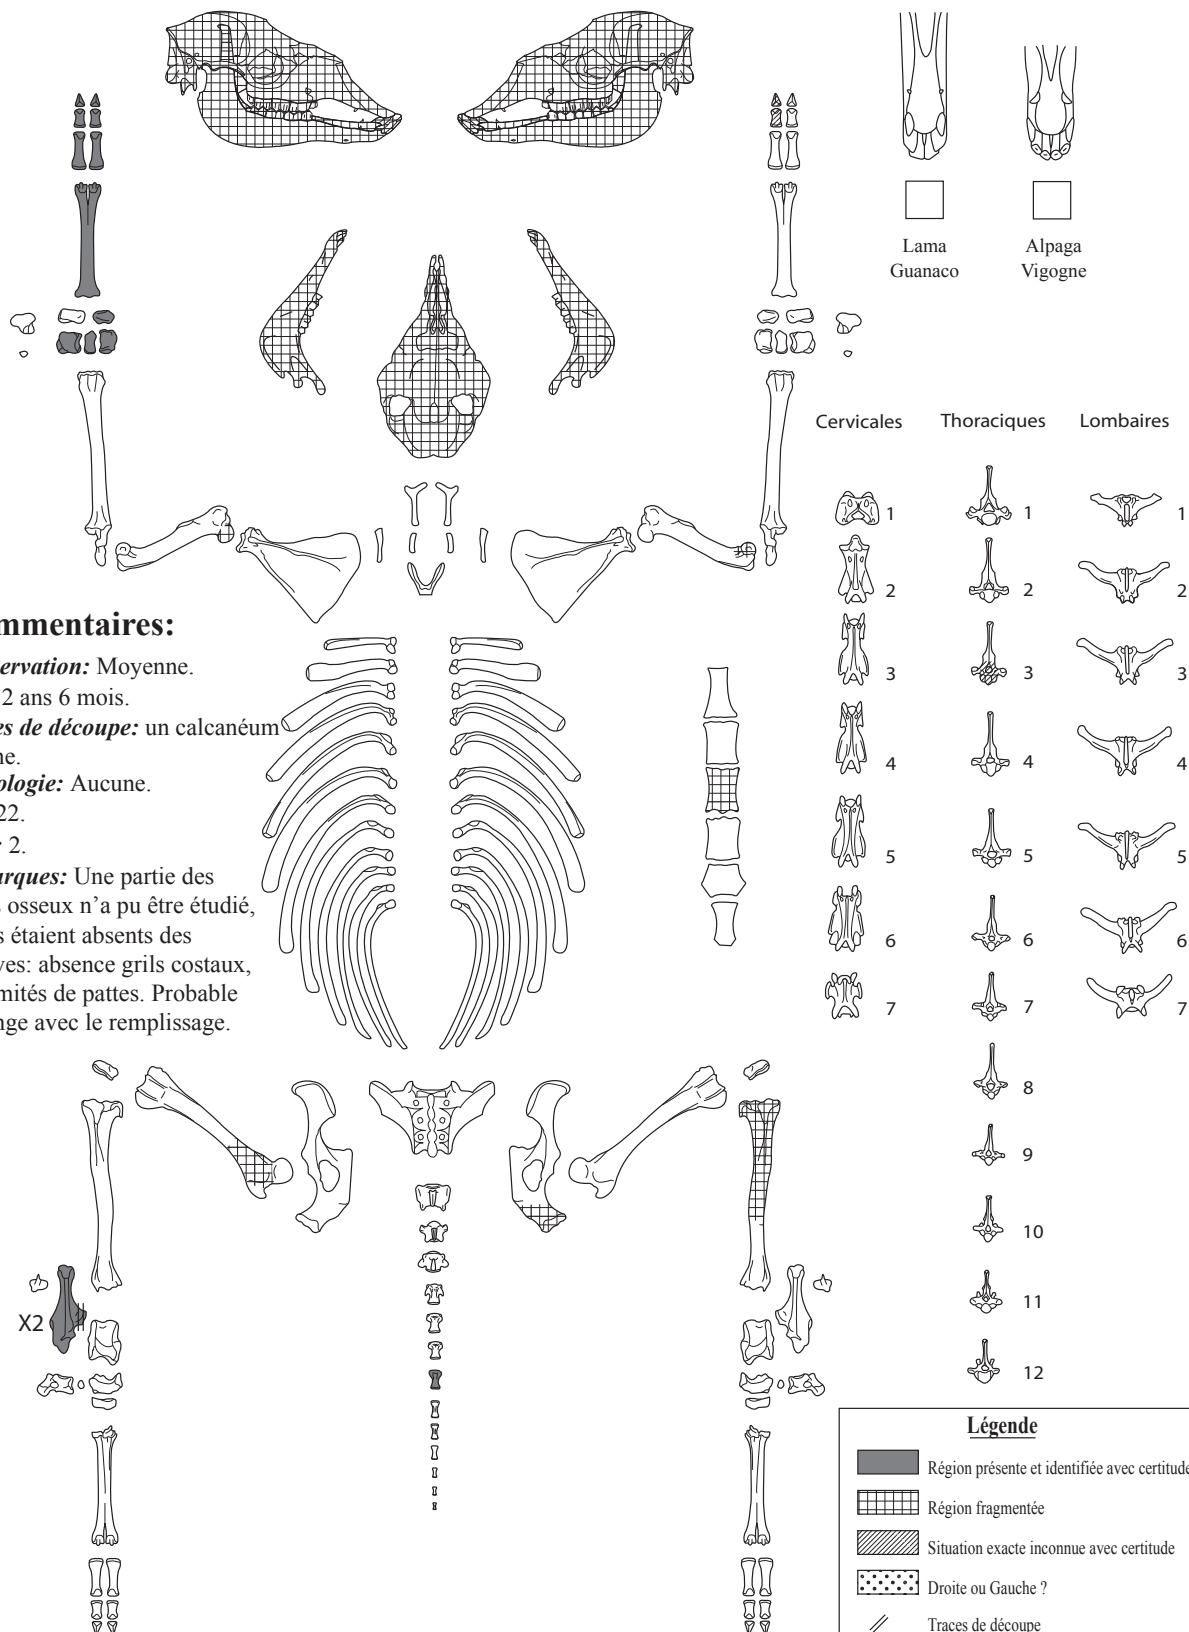 Lama
Guanaco
Alpaga
Vigogne
Cervicales
Thoraciques
Lombaires
1
2
3
4
5
6
7
1
2
3
4
5
6
7
8
9
10
11
12
1
2
3
4
5
6
7
mmentaires:
servation: Moyenne.
2 ans 6 mois.
es de découpe: un calcanéum
ne.
ologie: Aucune.
22.
: 2.
arques: Une partie des
s osseux n'a pu être étudié,
s étaient absents des
ves: absence grils costaux,
mités de pattes. Probable
nge avec le remplissage.
X2
Légende
Région présente et identifiée avec certitude
Région fragmentée
Situation exacte inconnue avec certitude
Droite ou Gauche ?
Traces de découpe